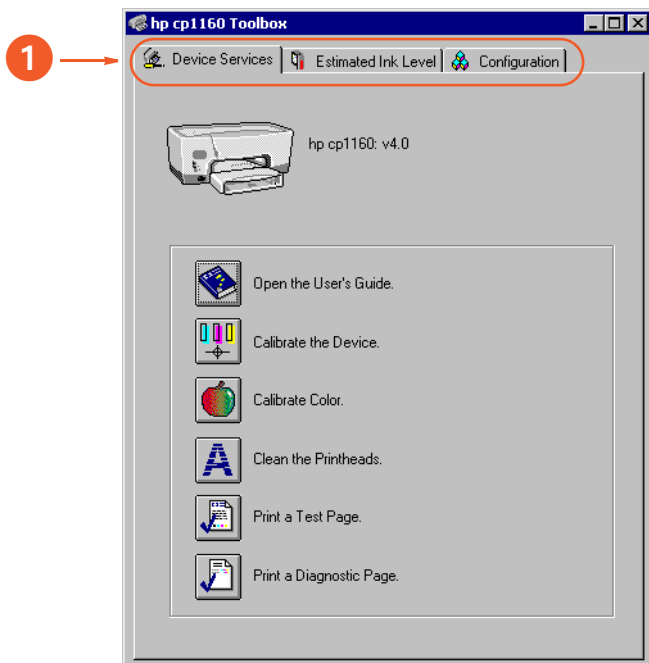 hp cp1160 Toolbox
1
Device Services Estimated Ink Level Configuration
hp cp1160: v4.0
Open the User's Guide.
Calibrate the Device.
Calibrate Color.
Clean the Printheads.
Print a Test Page.
Print a Diagnostic Page.